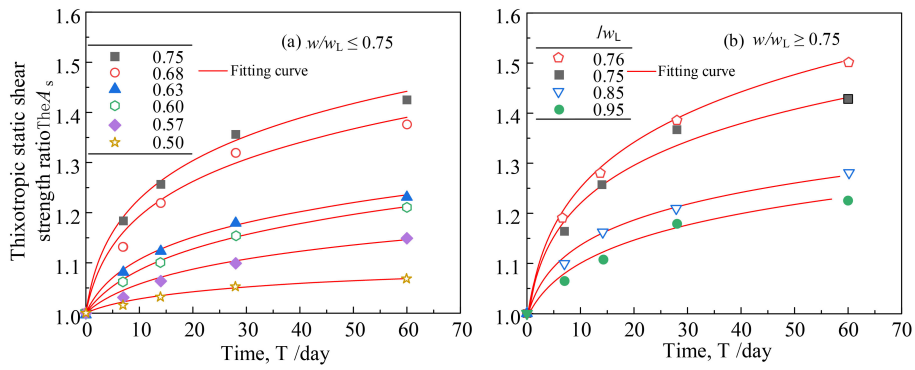 1.6
1.5
1.4
1.3
1.2
1.1
1.0
Thixotropic static shear
strength ratioTheA s
0.75
0.68
0.63
0.60
0.57
0.50
(a) w/wL ≤ 0.75
Fitting curve
0 10 20 30 40 50 60 70
Time, T /day
1.6
1.5
1.4
1.3
1.2
1.1
1.0
/wL
0.76
0.75
0.85
0.95
(b) w/wL ≥ 0.75
Fitting curve
0 10 20 30 40 50 60 70
Time, T /day